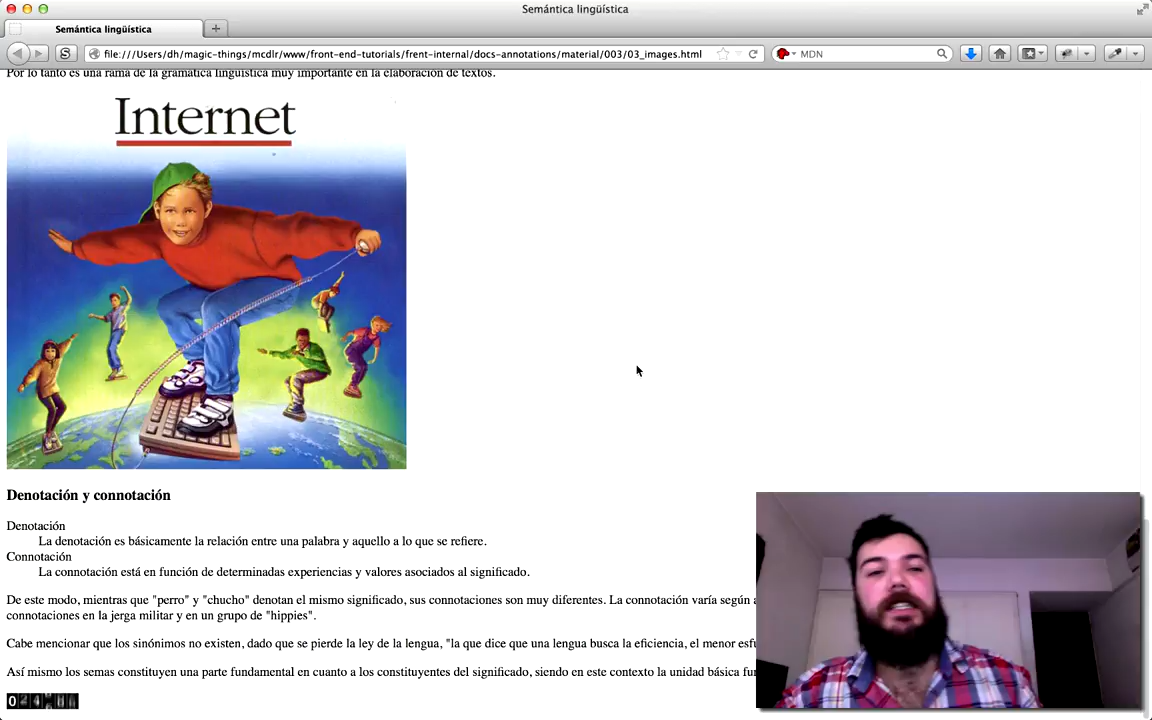 Semántica lingüística
Semántica lingüística
file:///Users/dh/magic-things/mcdlr/www/front-end-tutorials/frent-internal/docs-annotations/material/003/03_images.html
MDN
Por lo tanto es una rama de la gramática lingüística muy importante en la elaboración de textos.
Internet
Denotación y connotación
Denotación
La denotación es básicamente la relación entre una palabra y aquello a lo que se refiere.
Connotación
La connotación está en función de determinadas experiencias y valores asociados al significado.
De este modo, mientras que "perro" y "chucho" denotan el mismo significado, sus connotaciones son muy diferentes. La connotación varía según a
connotaciones en la jerga militar y en un grupo de "hippies".
Cabe mencionar que los sinónimos no existen, dado que se pierde la ley de la lengua, "la que dice que una lengua busca la eficiencia, el menor esfu
Así mismo los semas constituyen una parte fundamental en cuanto a los constituyentes del significado, siendo en este contexto la unidad básica fun